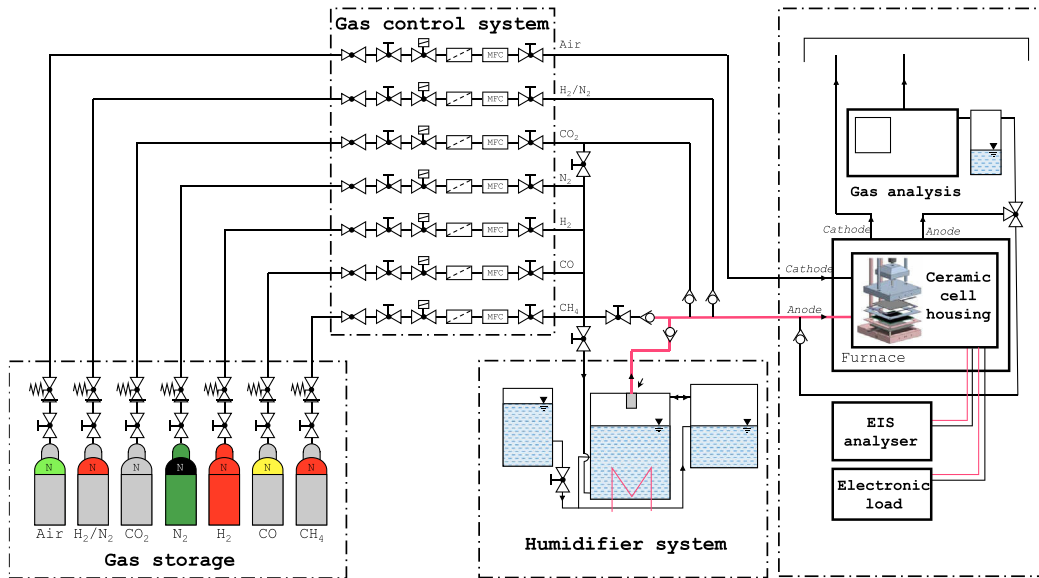 Gas control system
Air
MFC
H2/N2
MFC
CO2
MFC
N2
MFC
H2
MFC
CO
MFC
CH4
MFC
Gas analysis
Cathode
Anode
Cathode
Anode
Ceramic
cell
housing
Furnace
EIS
analyser
Electronic
load
N
N
N
N
N
N
N
Air
H2/N2
CO2
N2
H2
CO
CH4
Gas storage
Humidifier system